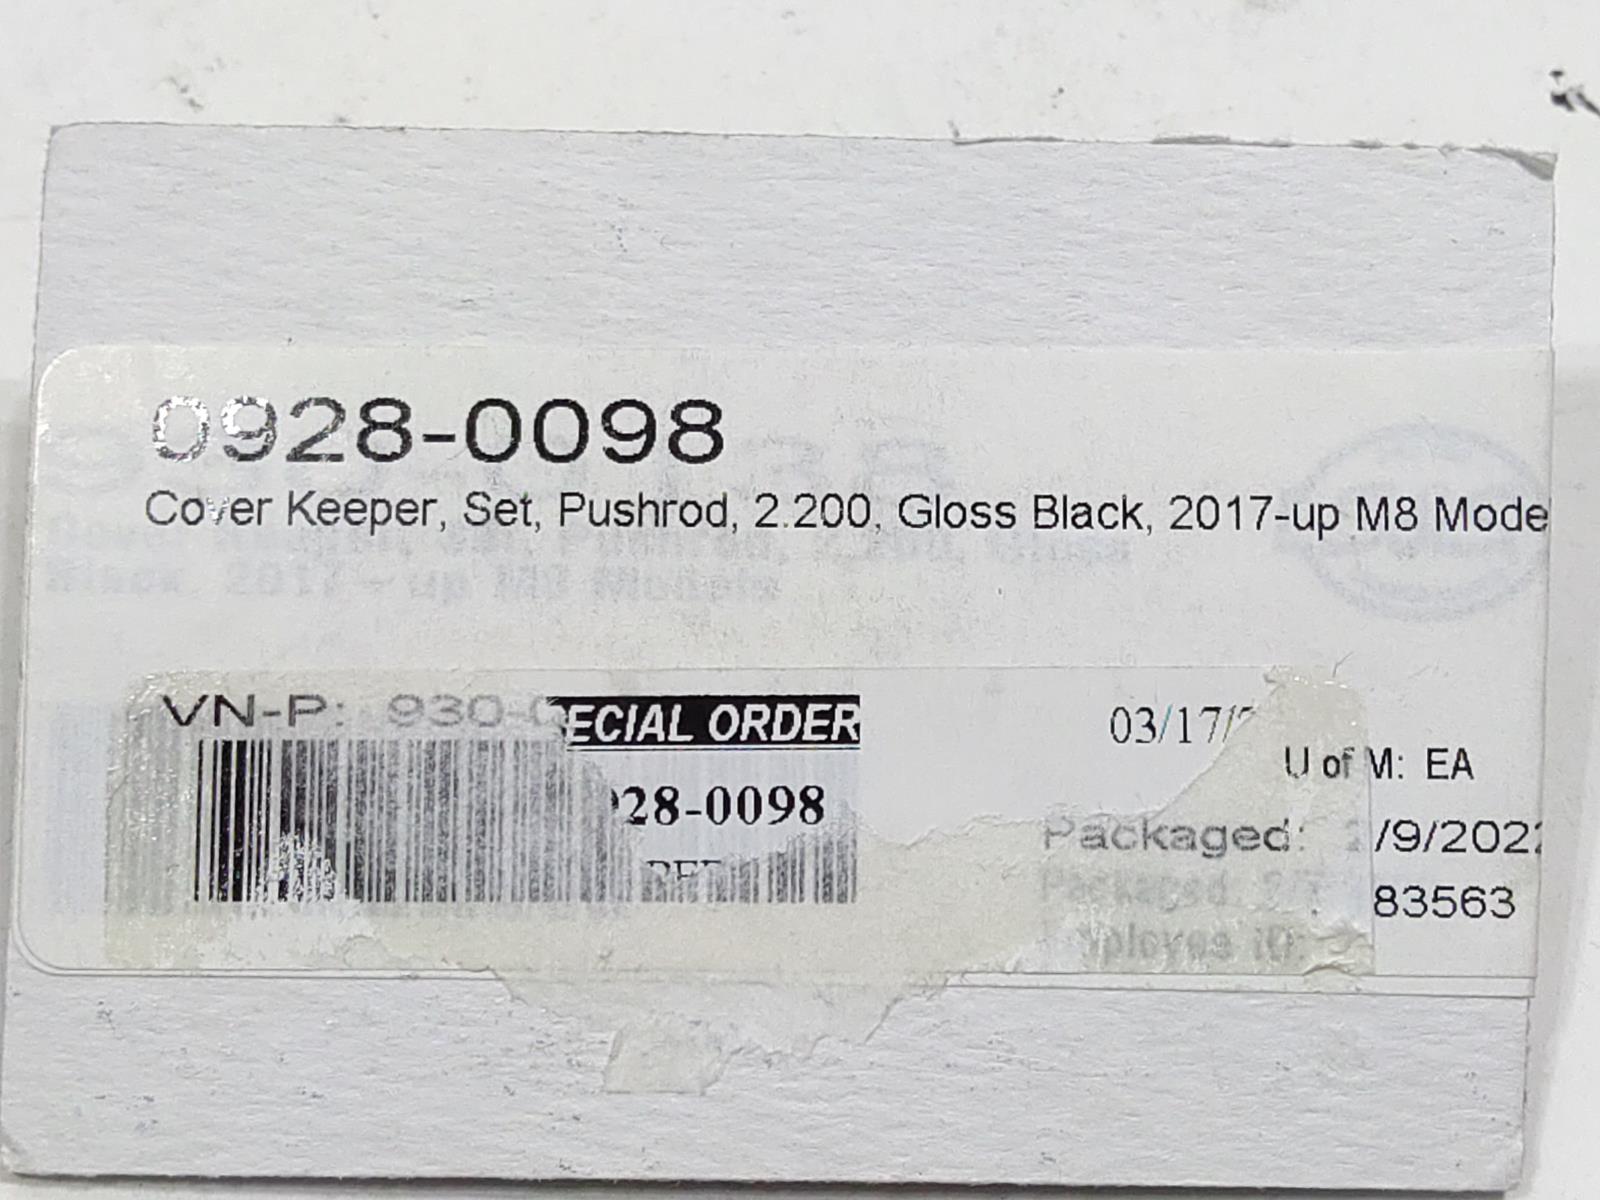 0928-0098
Cover Keeper, Set, Pushrod, 2.200, Gloss Black, 2017-up M8 Mode
VN-P: 930-
ECIAL ORDER
03/17/
U of M: EA
28-0098
Packaged: /9/202
83563